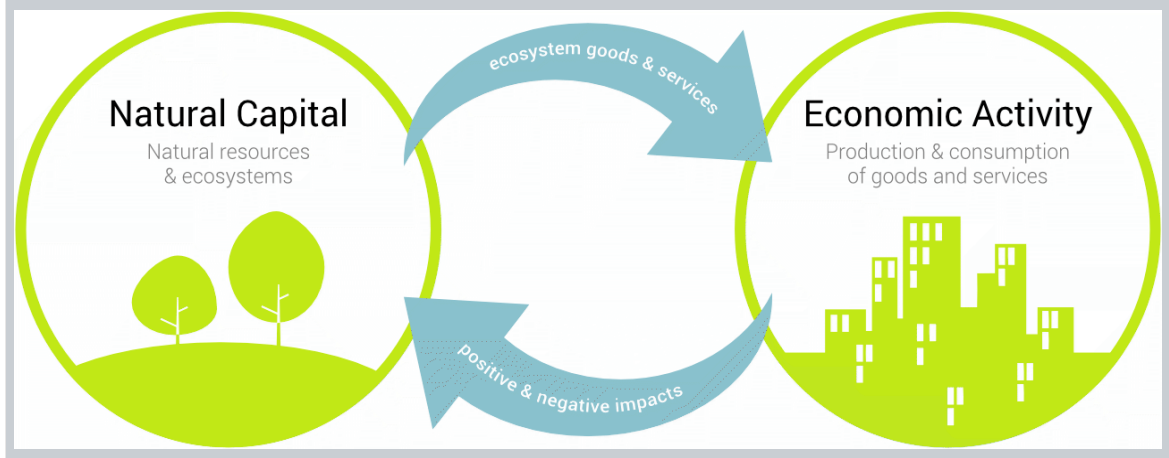 Natural Capital
Natural resources
& ecosystems
ecosystem goods & services
Economic Activity
Production & consumption
of goods and services
positive & negative impacts